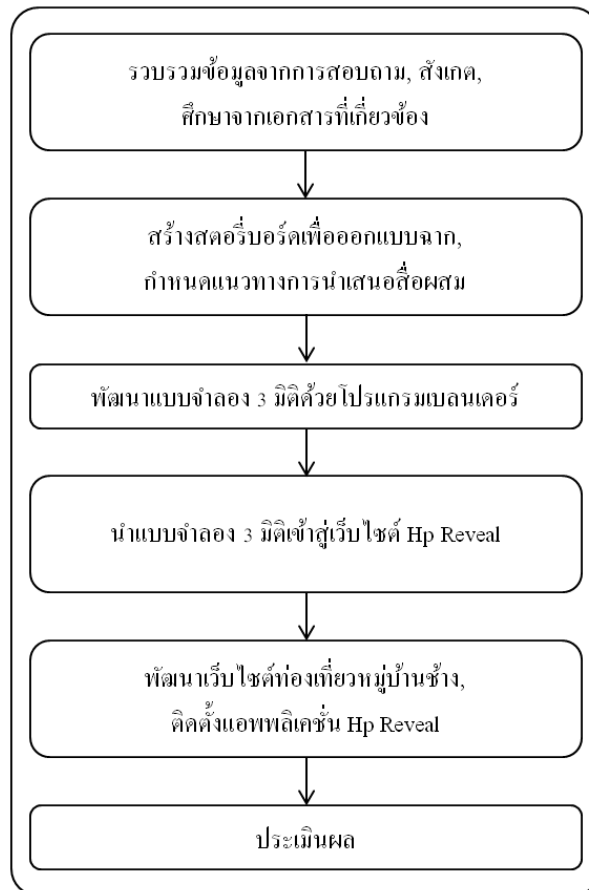 รวบรวมข้อมูลจากการสอบถาม, สังเกต,
ศึกษาจากเอกสารที่เกี่ยวข้อง
สร้างสตอรี่บอร์ดเพื่อออกแบบฉาก,
กำหนดแนวทางการนำเสนอสื่อผสม
พัฒนาแบบจำลอง 3 มิติด้วยโปรแกรมเบลนเดอร์
นำแบบจำลอง 3 มิติเข้าสู่เว็บไซต์ Hp Reveal
พัฒนาเว็บไซต์ท่องเที่ยวหมู่บ้านช้าง,
ติดตั้งแอพพลิเคชั่น Hp Reveal
ประเมินผล